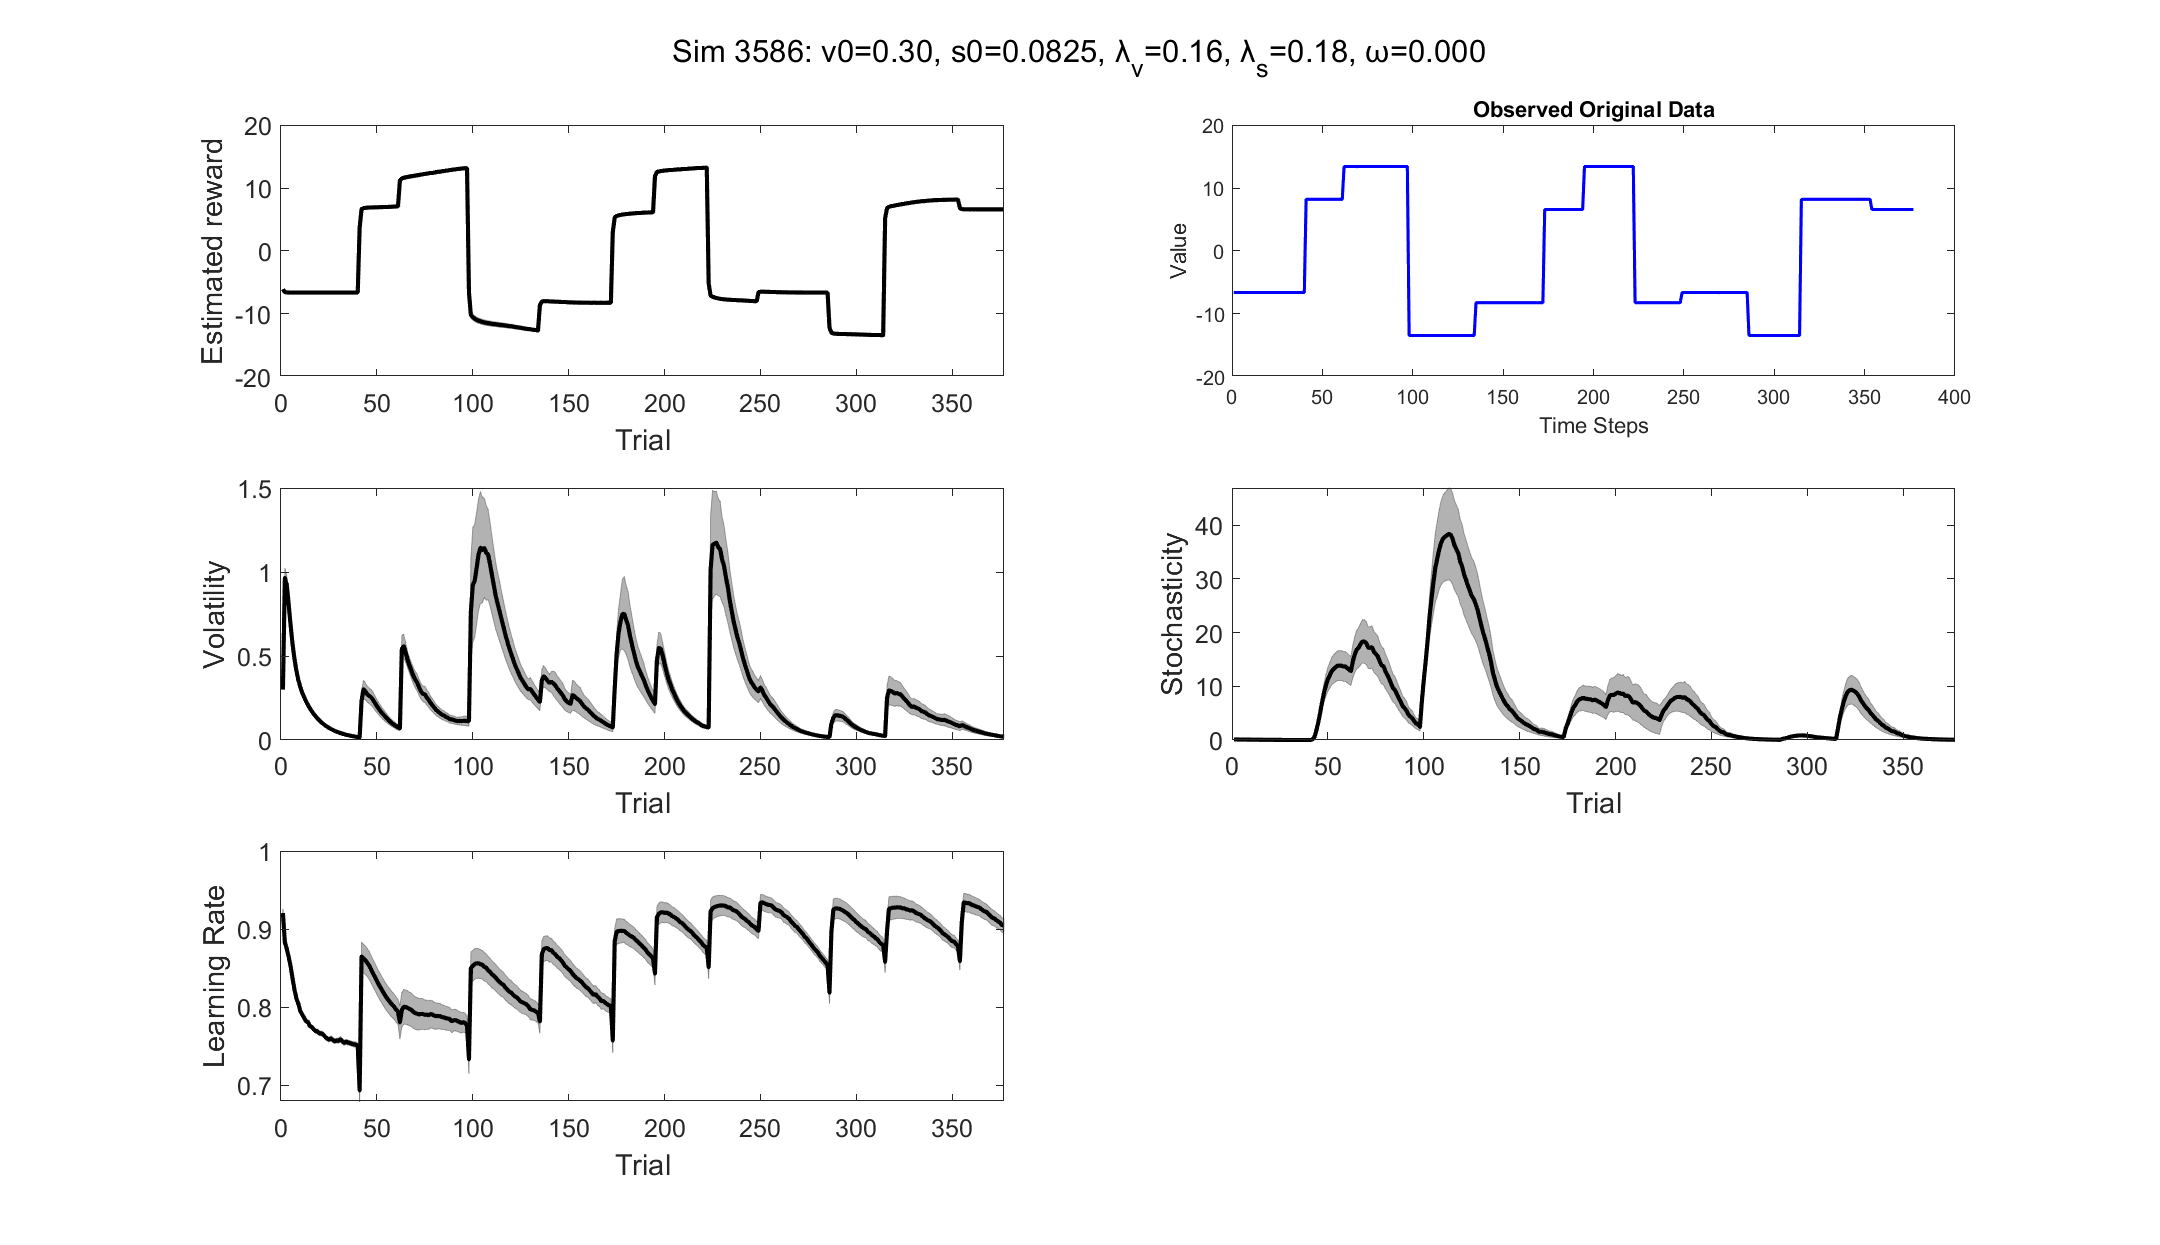 Sim 3586: v0=0.30, s0=0.0825, λv=0.16, λs=0.18, ω=0.000
20
10
0
-10
-20
Estimated reward
0 50 100 150 200 250 300 350
Trial
Observed Original Data
20
10
0
-10
-20
Value
0 50 100 150 200 250 300 350 400
Time Steps
1.5
1
0.5
0
Volatility
0 50 100 150 200 250 300 350
Trial
40
30
20
10
0
Stochasticity
0 50 100 150 200 250 300 350
Trial
1
0.9
0.8
0.7
Learning Rate
0 50 100 150 200 250 300 350
Trial